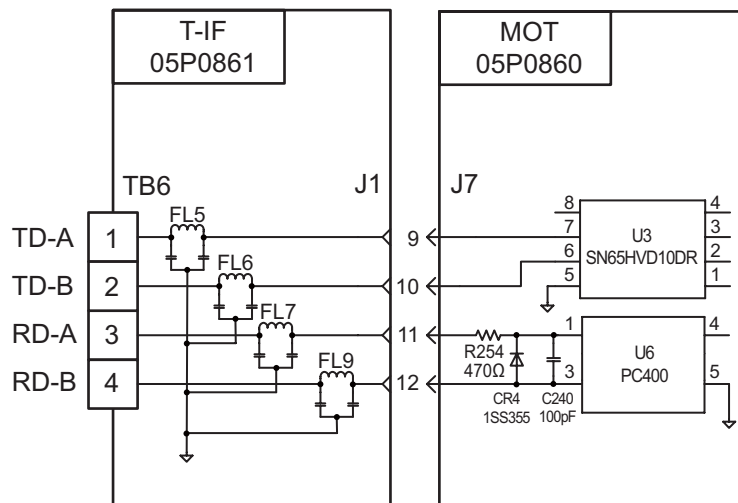 T-IF
05P0861
MOT
05P0860
TB6
J1
J7
TD-A
1
FL5
9
8
7
6
5
U3
SN65HVD10DR
4
3
2
1
TD-B
2
FL6
10
RD-A
3
FL7
11
R254
470Ω
1
3
U6
PC400
4
5
RD-B
4
FL9
12
CR4
1SS355
C240
100pF